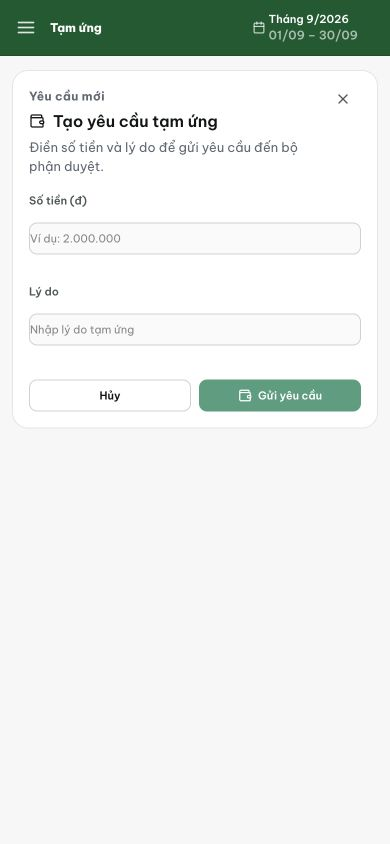 Tạm ứng
Tháng 9/2026
01/09 – 30/09
Yêu cầu mới
Tạo yêu cầu tạm ứng
Điền số tiền và lý do để gửi yêu cầu đến bộ
phận duyệt.
Số tiền (đ)
Ví dụ: 2.000.000
Lý do
Nhập lý do tạm ứng
Hủy
Gửi yêu cầu